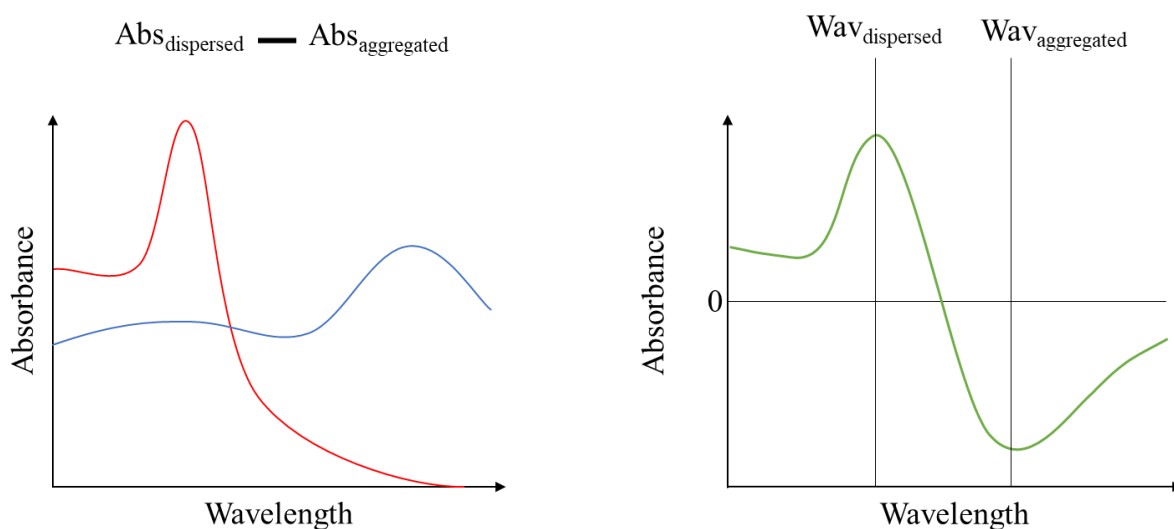 Abs_dispersed — Abs_aggregated
Absorbance
Wavelength
Wav_dispersed Wav_aggregated
Absorbance
0
Wavelength